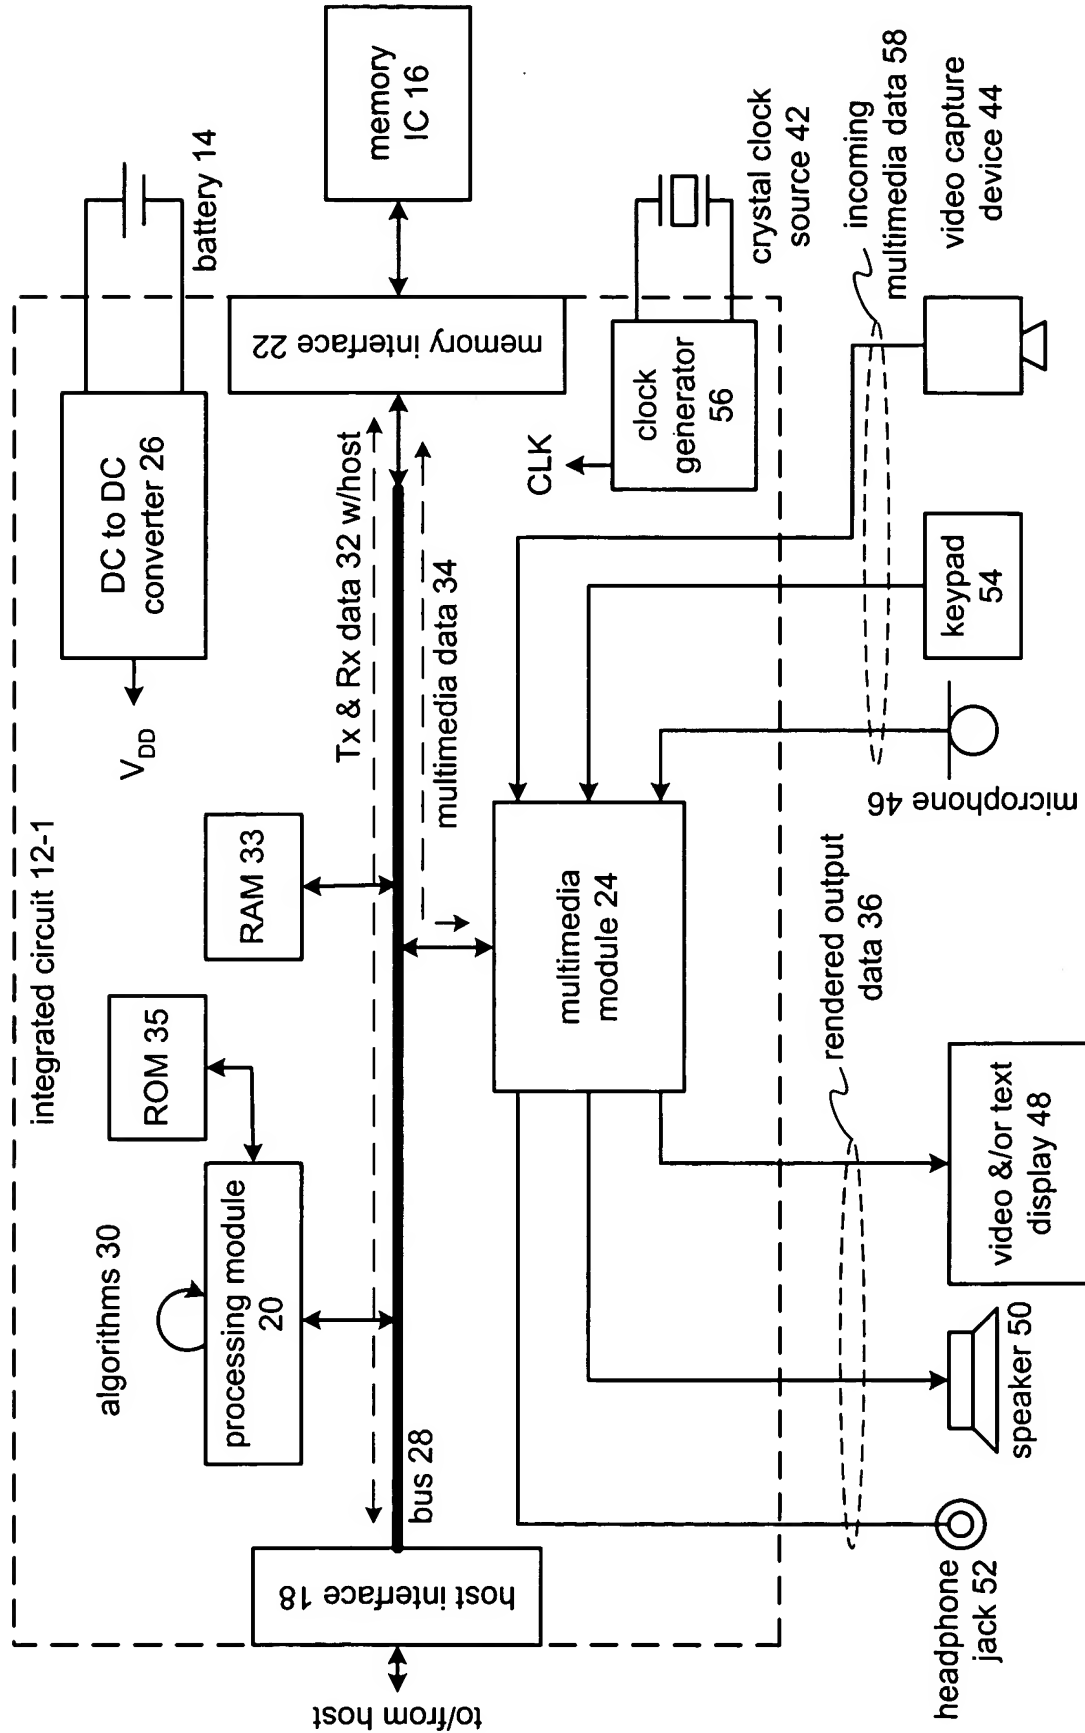 integrated circuit 12-1
DC to DC
converter 26
battery 14
V_DD
algorithms 30
processing module
20
ROM 35
RAM 33
Tx & Rx data 32 w/host
multimedia data 34
to/from host
host interface 18
bus 28
memory interface 22
memory
IC 16
multimedia
module 24
CLK
clock
generator
56
crystal clock
source 42
rendered output
data 36
incoming
multimedia data 58
headphone
jack 52
speaker 50
video &/or text
display 48
microphone 46
keypad
54
video capture
device 44